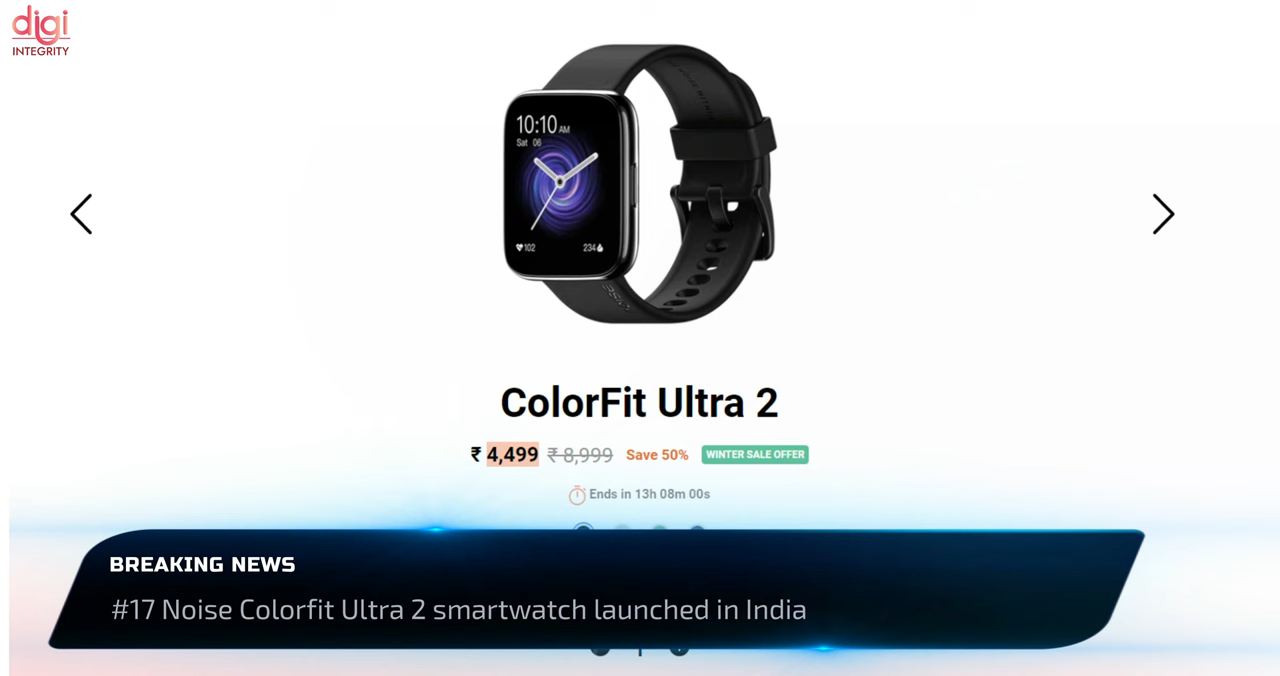 digi
INTEGRITY
10:10 AM
Sat 06
102
234
ColorFit Ultra 2
₹ 4,499 ₹ 8,999 Save 50% WINTER SALE OFFER
Ends in 13h 08m 00s
BREAKING NEWS
#17 Noise Colorfit Ultra 2 smartwatch launched in India